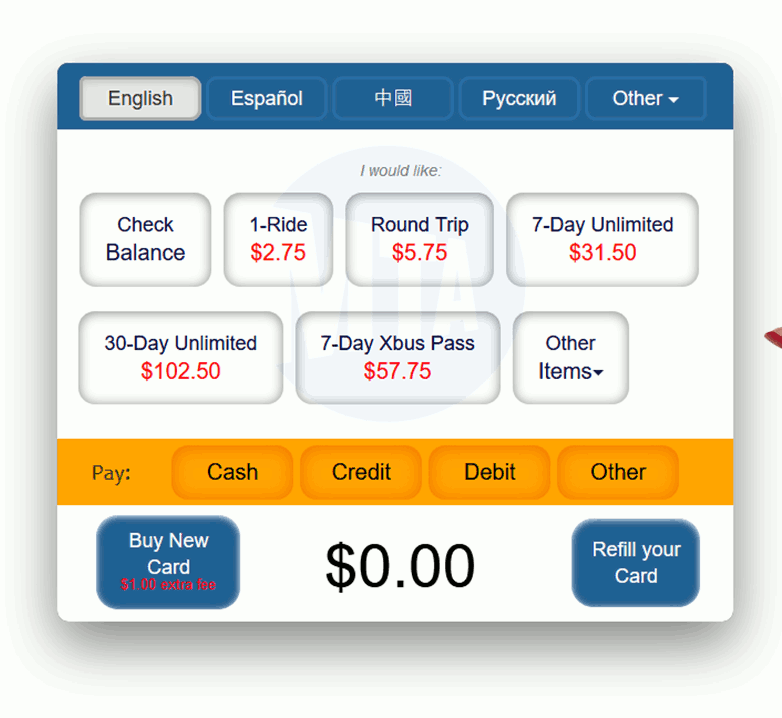 English Español 中國 Русский Other
I would like:
Check Balance
1-Ride $2.75
Round Trip $5.75
7-Day Unlimited $31.50
30-Day Unlimited $102.50
7-Day Xbus Pass $57.75
Other Items
Pay: Cash Credit Debit Other
Buy New Card $1.00 extra fee
$0.00
Refill your Card